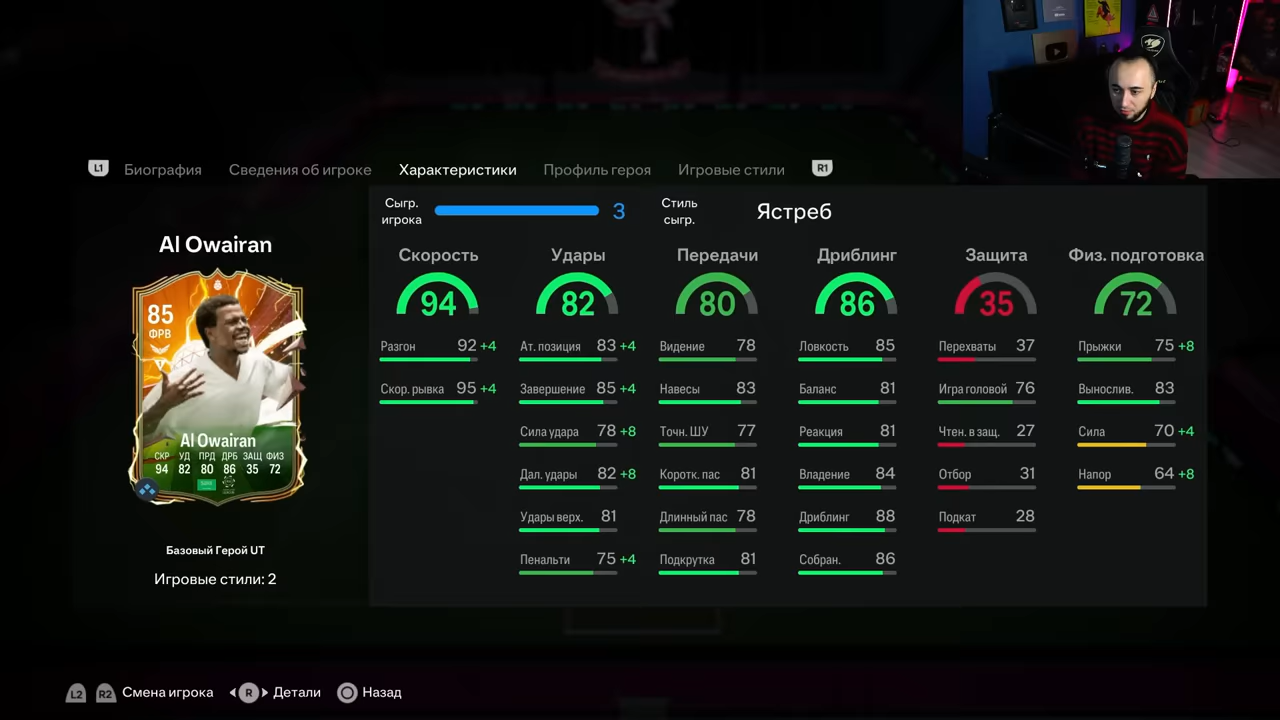 L1 Биография Сведения об игроке Характеристики Профиль героя Игровые стили R1
Сыгр. игрока 3 Стиль сыгр. Ястреб
Al Owairan
85
ФРВ
Al Owairan
СКР УД ПРД ДРБ ЗАЩ ФИЗ
94 82 80 86 35 72
Базовый Герой UT
Игровые стили: 2
Скорость
94
Разгон 92 +4
Скор. рывка 95 +4
Удары
82
Ат. позиция 83 +4
Завершение 85 +4
Сила удара 78 +8
Дал. удары 82 +8
Удары верх. 81
Пенальти 75 +4
Передачи
80
Видение 78
Навесы 83
Точн. ШУ 77
Коротк. пас 81
Длинный пас 78
Подкрутка 81
Дриблинг
86
Ловкость 85
Баланс 81
Реакция 81
Владение 84
Дриблинг 88
Собран. 86
Защита
35
Перехваты 37
Игра головой 76
Чтен. в защ. 27
Отбор 31
Подкат 28
Физ. подготовка
72
Прыжки 75 +8
Вынослив. 83
Сила 70 +4
Напор 64 +8
L2 R2 Смена игрока R Детали Назад